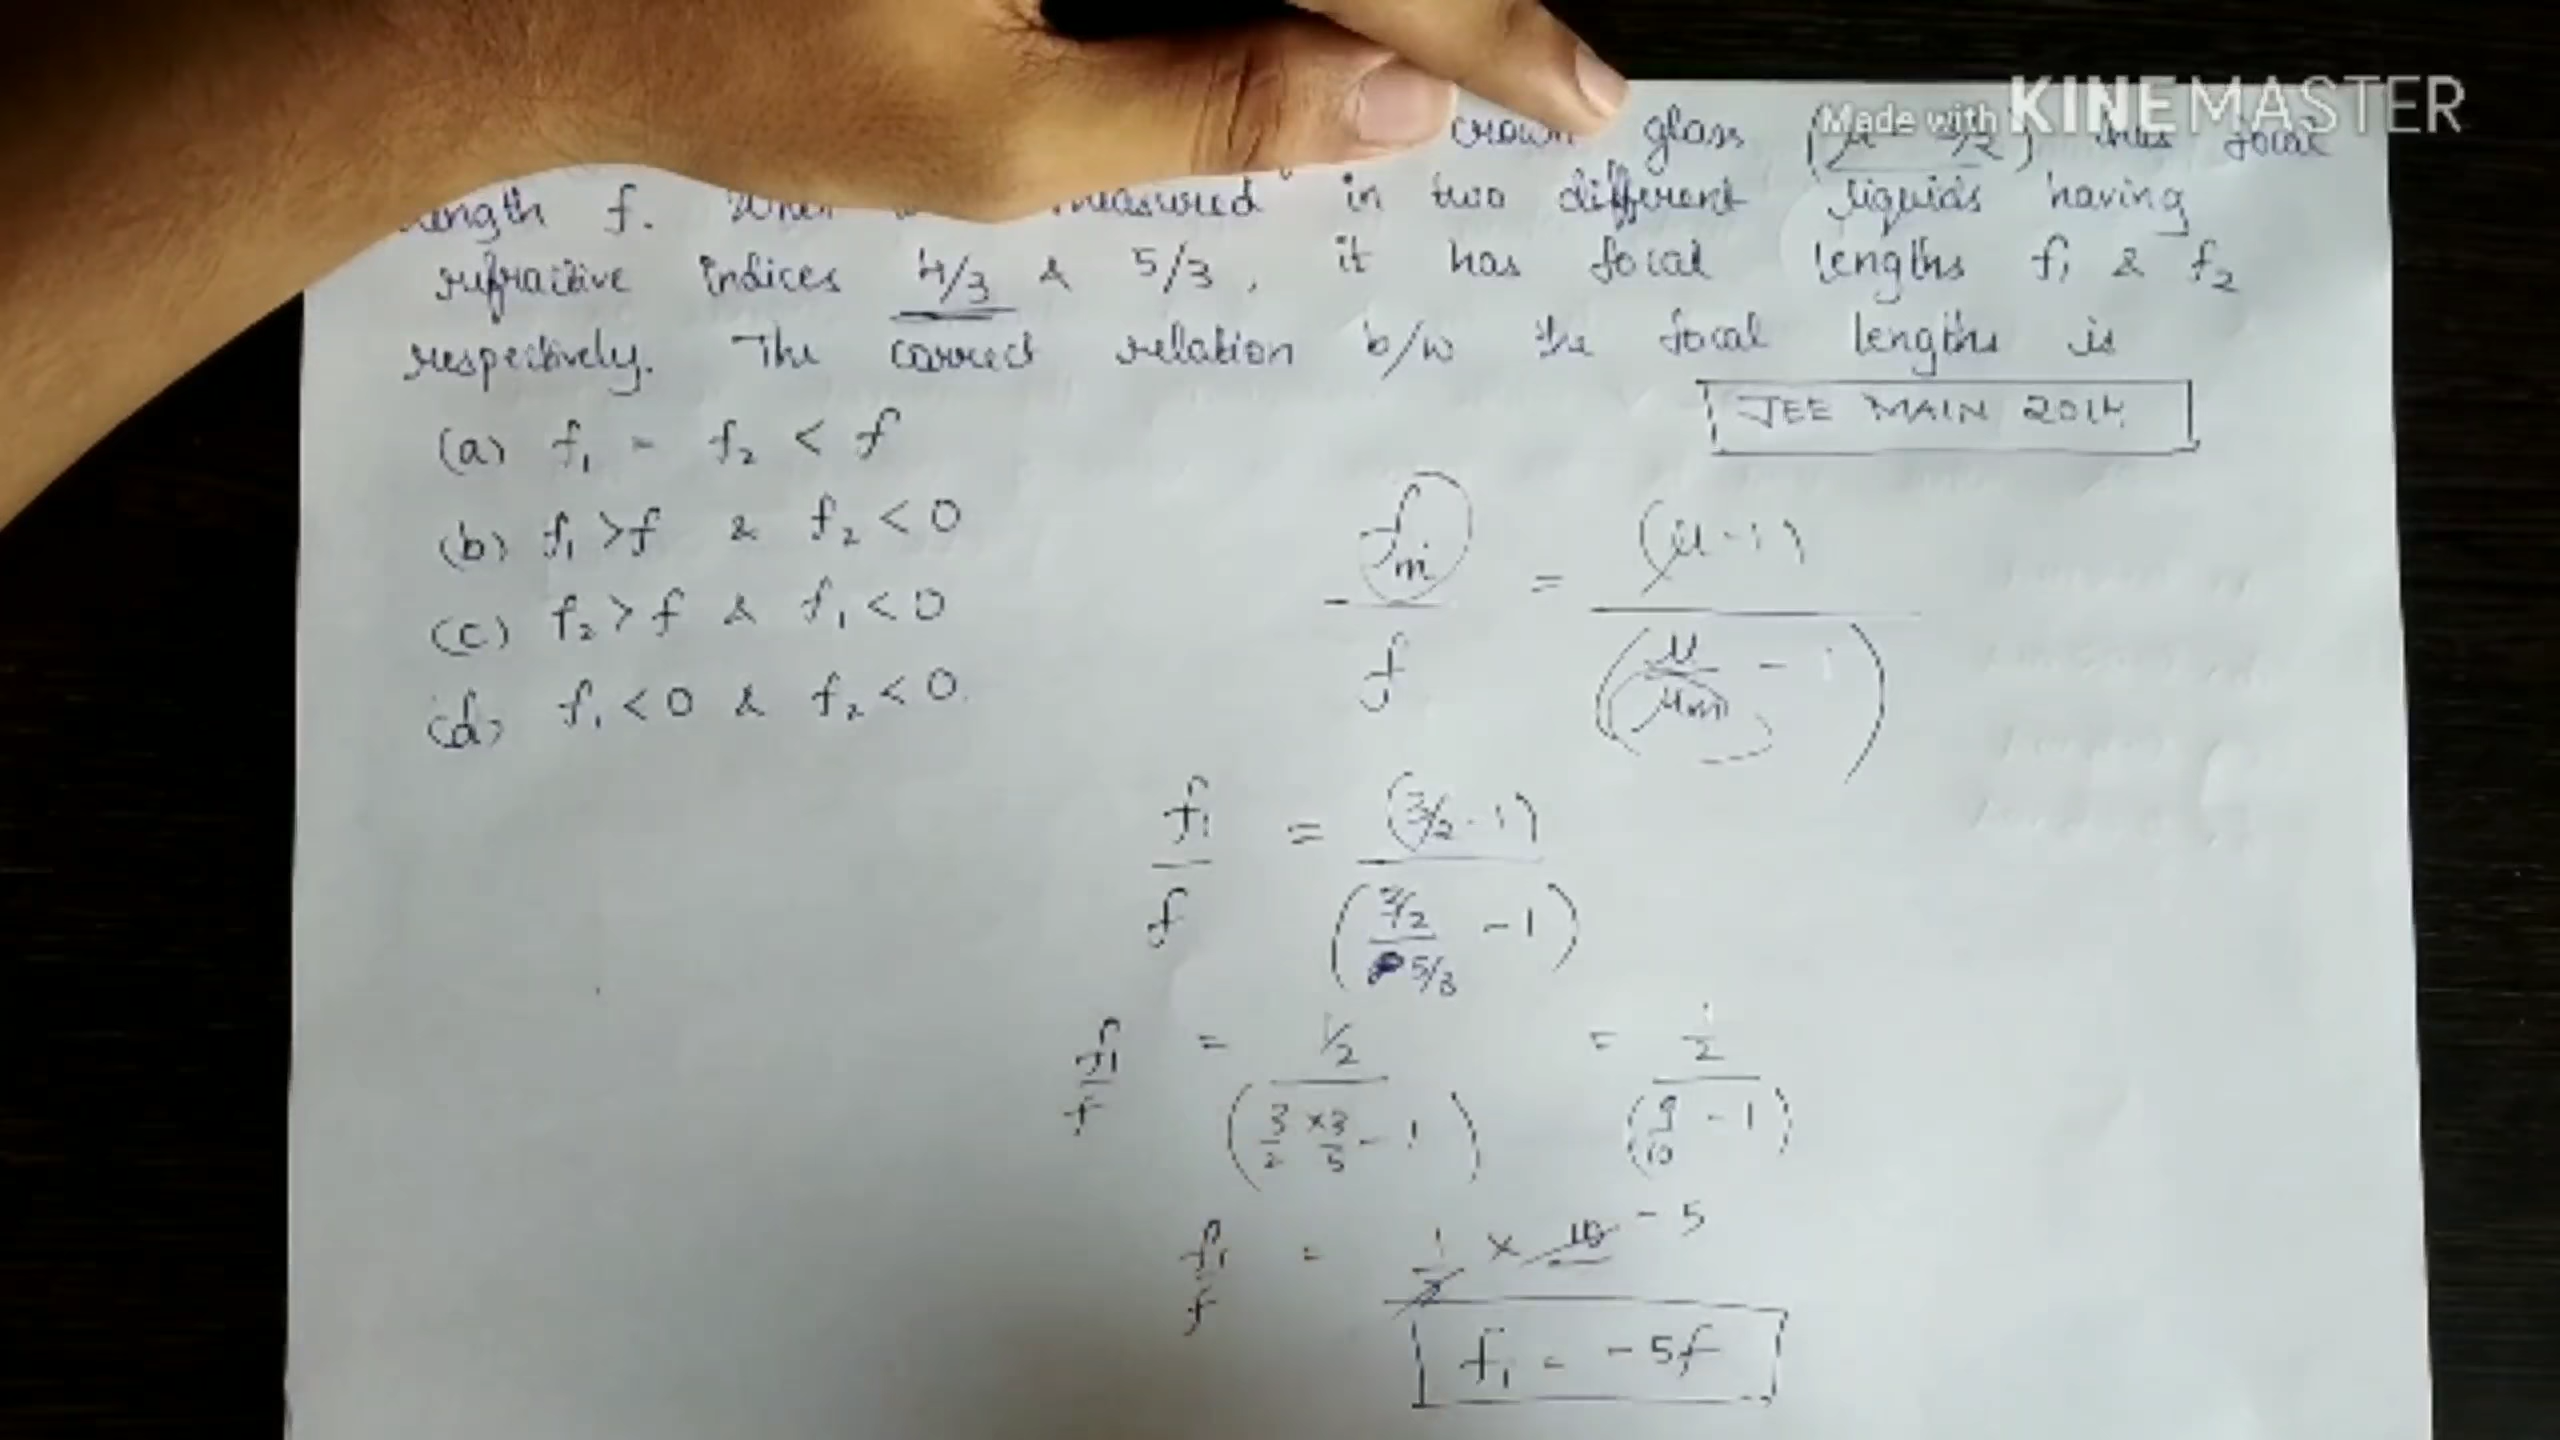 Made with KINEMASTER
crown glass (μ = 3/2) has focal
length f. When measured in two different liquids having
refractive indices 4/3 & 5/3, it has focal lengths f₁ & f₂
respectively. The correct relation b/w the focal lengths is
JEE MAIN 2014
(a) f₁ = f₂ < f
(b) f₁ > f & f₂ < 0
(c) f₂ > f & f₁ < 0
(d) f₁ < 0 & f₂ < 0.
fm/f = (μ-1)/(μ/μm - 1)
f₁/f = (3/2 - 1)/((3/2)/(5/3) - 1)
f₁/f = (1/2)/(3/2 × 3/5 - 1) = (1/2)/(9/10 - 1)
f₁/f = 1/2 × 10 - 5
f₁ = - 5f